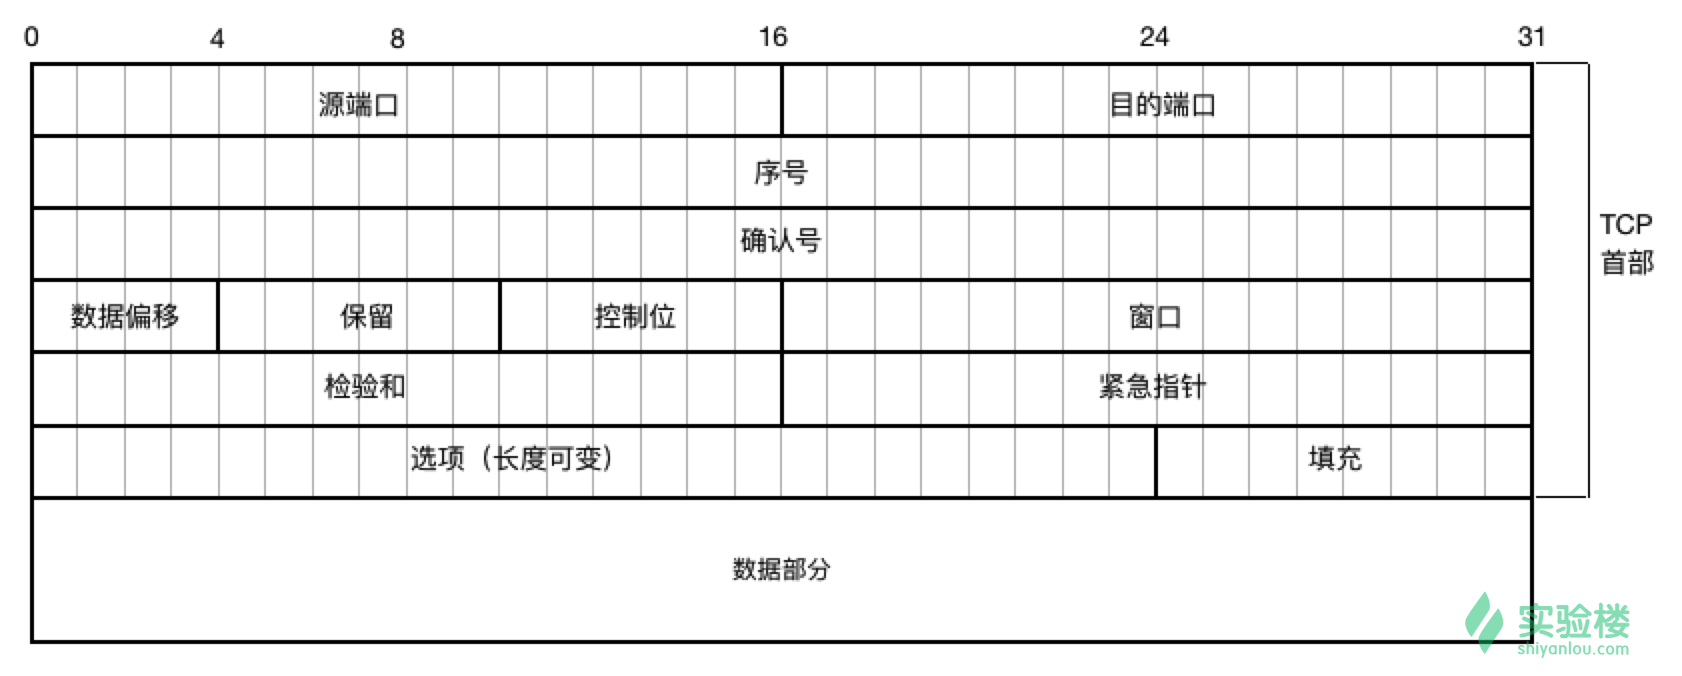 0 4 8 16 24 31
源端口 目的端口
序号
确认号
TCP
首部
数据偏移 保留 控制位 窗口
检验和 紧急指针
选项（长度可变） 填充
数据部分
实验楼
shiyanlou.com